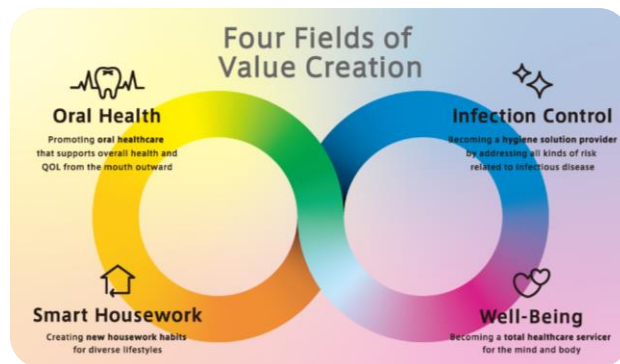 Four Fields of
Value Creation
Oral Health
Promoting oral healthcare
that supports overall health and
QOL from the mouth outward
Infection Control
Becoming a hygiene solution provider
by addressing all kinds of risk
related to infectious disease
Smart Housework
Creating new housework habits
for diverse lifestyles
Well-Being
Becoming a total healthcare servicer
for the mind and body